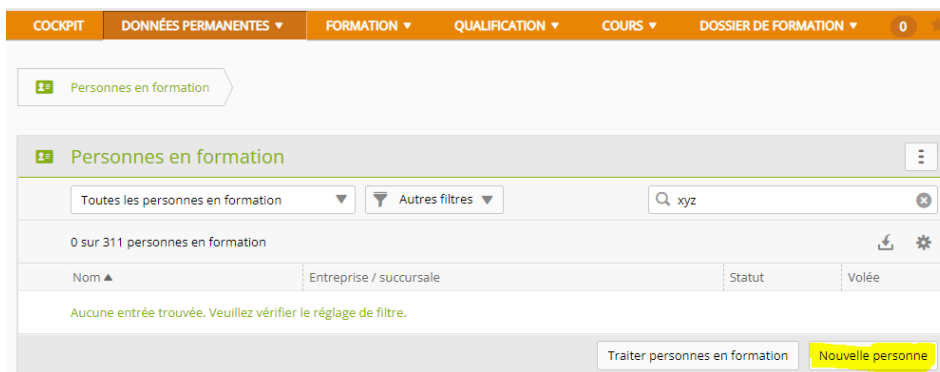 COCKPIT DONNÉES PERMANENTES ▼ FORMATION ▼ QUALIFICATION ▼ COURS ▼ DOSSIER DE FORMATION ▼ 0
Personnes en formation
Personnes en formation
Toutes les personnes en formation ▼ Autres filtres ▼ xyz
0 sur 311 personnes en formation
Nom ▲ Entreprise / succursale Statut Volée
Aucune entrée trouvée. Veuillez vérifier le réglage de filtre.
Traiter personnes en formation Nouvelle personne